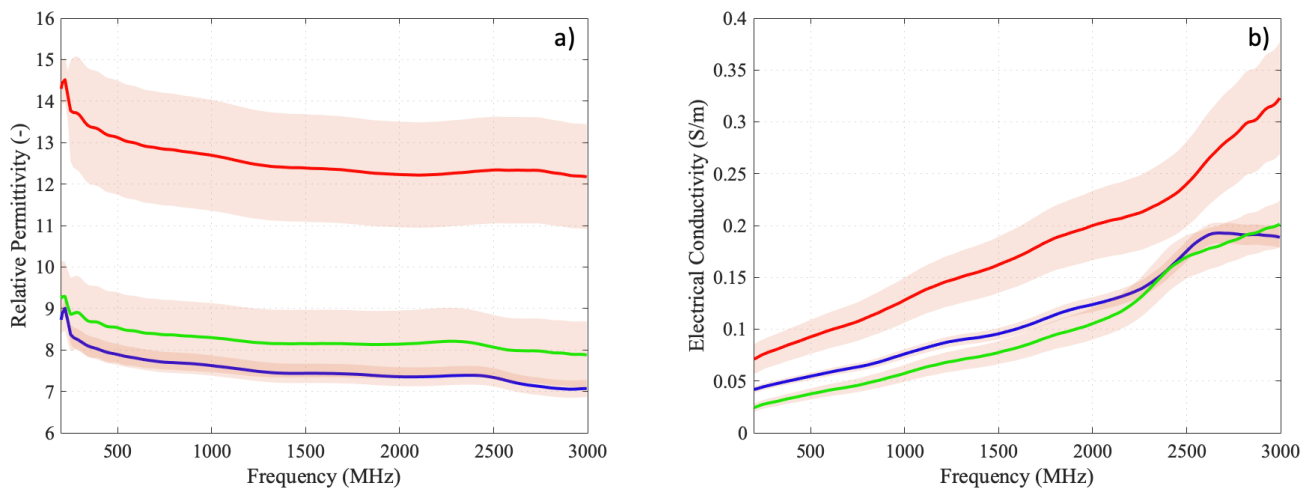 a)
16
15
14
13
12
11
10
9
8
7
6
Relative Permittivity (-)
500 1000 1500 2000 2500 3000
Frequency (MHz)
b)
0.4
0.35
0.3
0.25
0.2
0.15
0.1
0.05
0
Electrical Conductivity (S/m)
500 1000 1500 2000 2500 3000
Frequency (MHz)